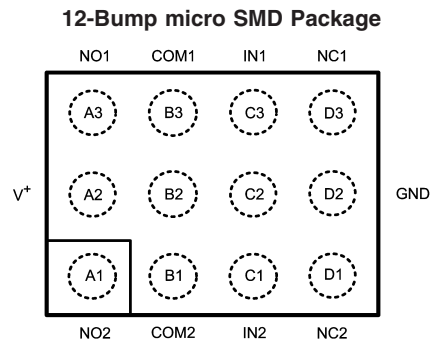 12-Bump micro SMD Package
NO1 COM1 IN1 NC1
A3 B3 C3 D3
V+ A2 B2 C2 D2 GND
A1 B1 C1 D1
NO2 COM2 IN2 NC2